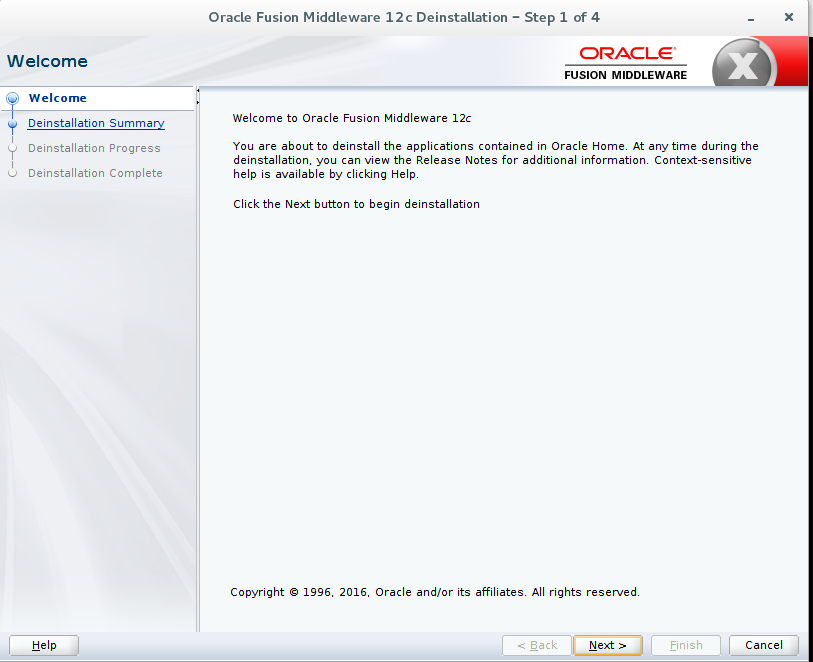 Oracle Fusion Middleware 12c Deinstallation – Step 1 of 4
Welcome
ORACLE
FUSION MIDDLEWARE
X
Welcome
Deinstallation Summary
Deinstallation Progress
Deinstallation Complete
Welcome to Oracle Fusion Middleware 12c
You are about to deinstall the applications contained in Oracle Home. At any time during the
deinstallation, you can view the Release Notes for additional information. Context-sensitive
help is available by clicking Help.
Click the Next button to begin deinstallation
Copyright © 1996, 2016, Oracle and/or its affiliates. All rights reserved.
Help
< Back
Next >
Finish
Cancel